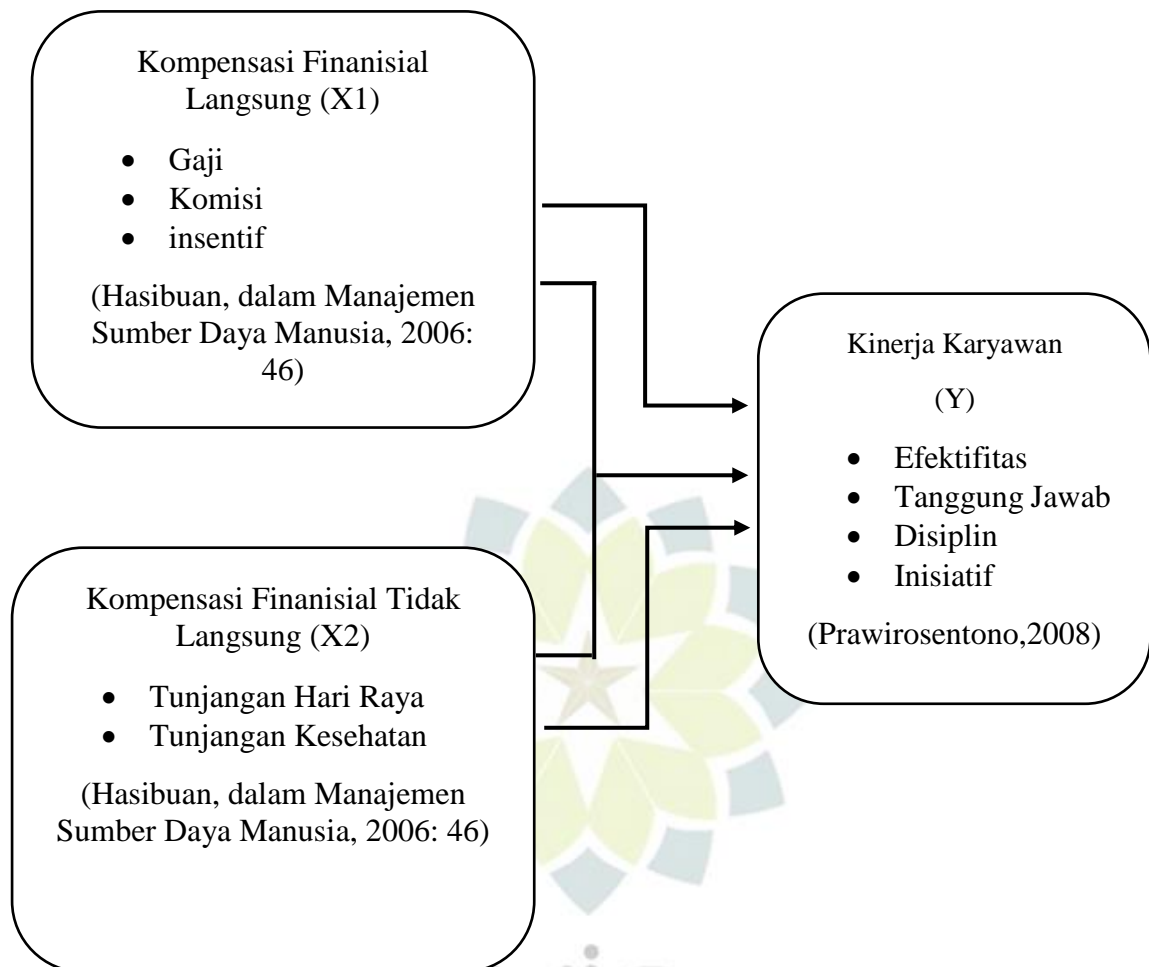 Kompensasi Finanisial
Langsung (X1)
• Gaji
• Komisi
• insentif
(Hasibuan, dalam Manajemen
Sumber Daya Manusia, 2006:
46)
Kompensasi Finanisial Tidak
Langsung (X2)
• Tunjangan Hari Raya
• Tunjangan Kesehatan
(Hasibuan, dalam Manajemen
Sumber Daya Manusia, 2006: 46)
Kinerja Karyawan
(Y)
• Efektifitas
• Tanggung Jawab
• Disiplin
• Inisiatif
(Prawirosentono,2008)